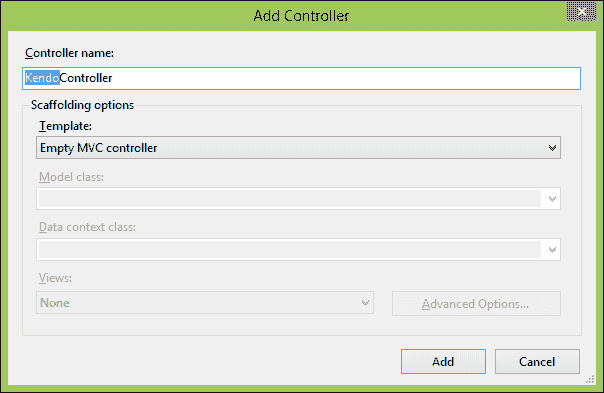 Add Controller
Controller name:
KendoController
Scaffolding options
Template:
Empty MVC controller
Model class:
Data context class:
Views:
None
Advanced Options...
Add
Cancel